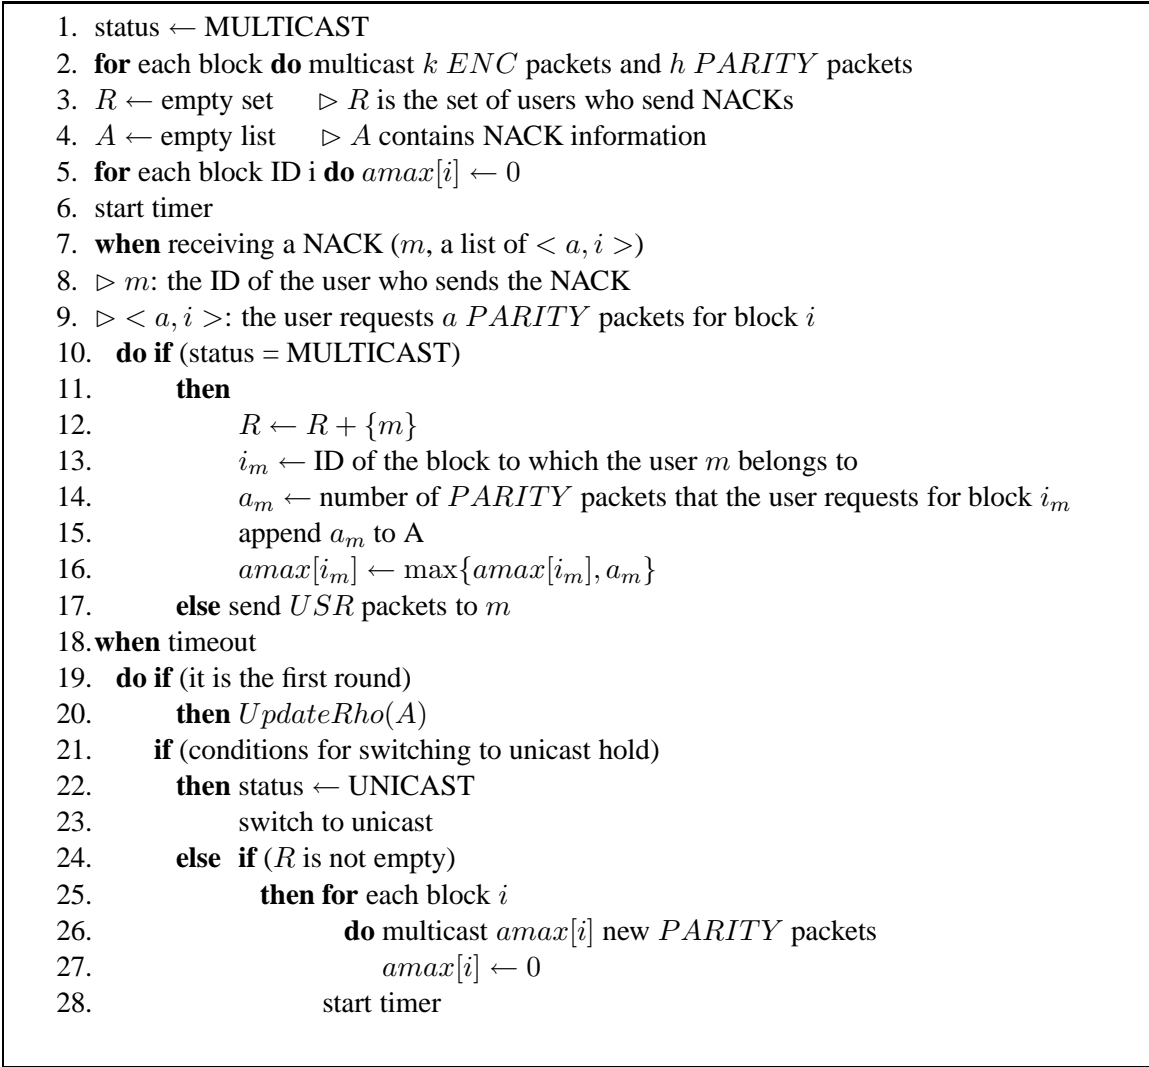 1. status ← MULTICAST
2. for each block do multicast k ENC packets and h PARITY packets
3. R ← empty set ▷ R is the set of users who send NACKs
4. A ← empty list ▷ A contains NACK information
5. for each block ID i do amax[i] ← 0
6. start timer
7. when receiving a NACK (m, a list of < a, i >)
8. ▷ m: the ID of the user who sends the NACK
9. ▷ < a, i >: the user requests a PARITY packets for block i
10. do if (status = MULTICAST)
11. then
12. R ← R + {m}
13. i_m ← ID of the block to which the user m belongs to
14. a_m ← number of PARITY packets that the user requests for block i_m
15. append a_m to A
16. amax[i_m] ← max{amax[i_m], a_m}
17. else send USR packets to m
18. when timeout
19. do if (it is the first round)
20. then UpdateRho(A)
21. if (conditions for switching to unicast hold)
22. then status ← UNICAST
23. switch to unicast
24. else if (R is not empty)
25. then for each block i
26. do multicast amax[i] new PARITY packets
27. amax[i] ← 0
28. start timer